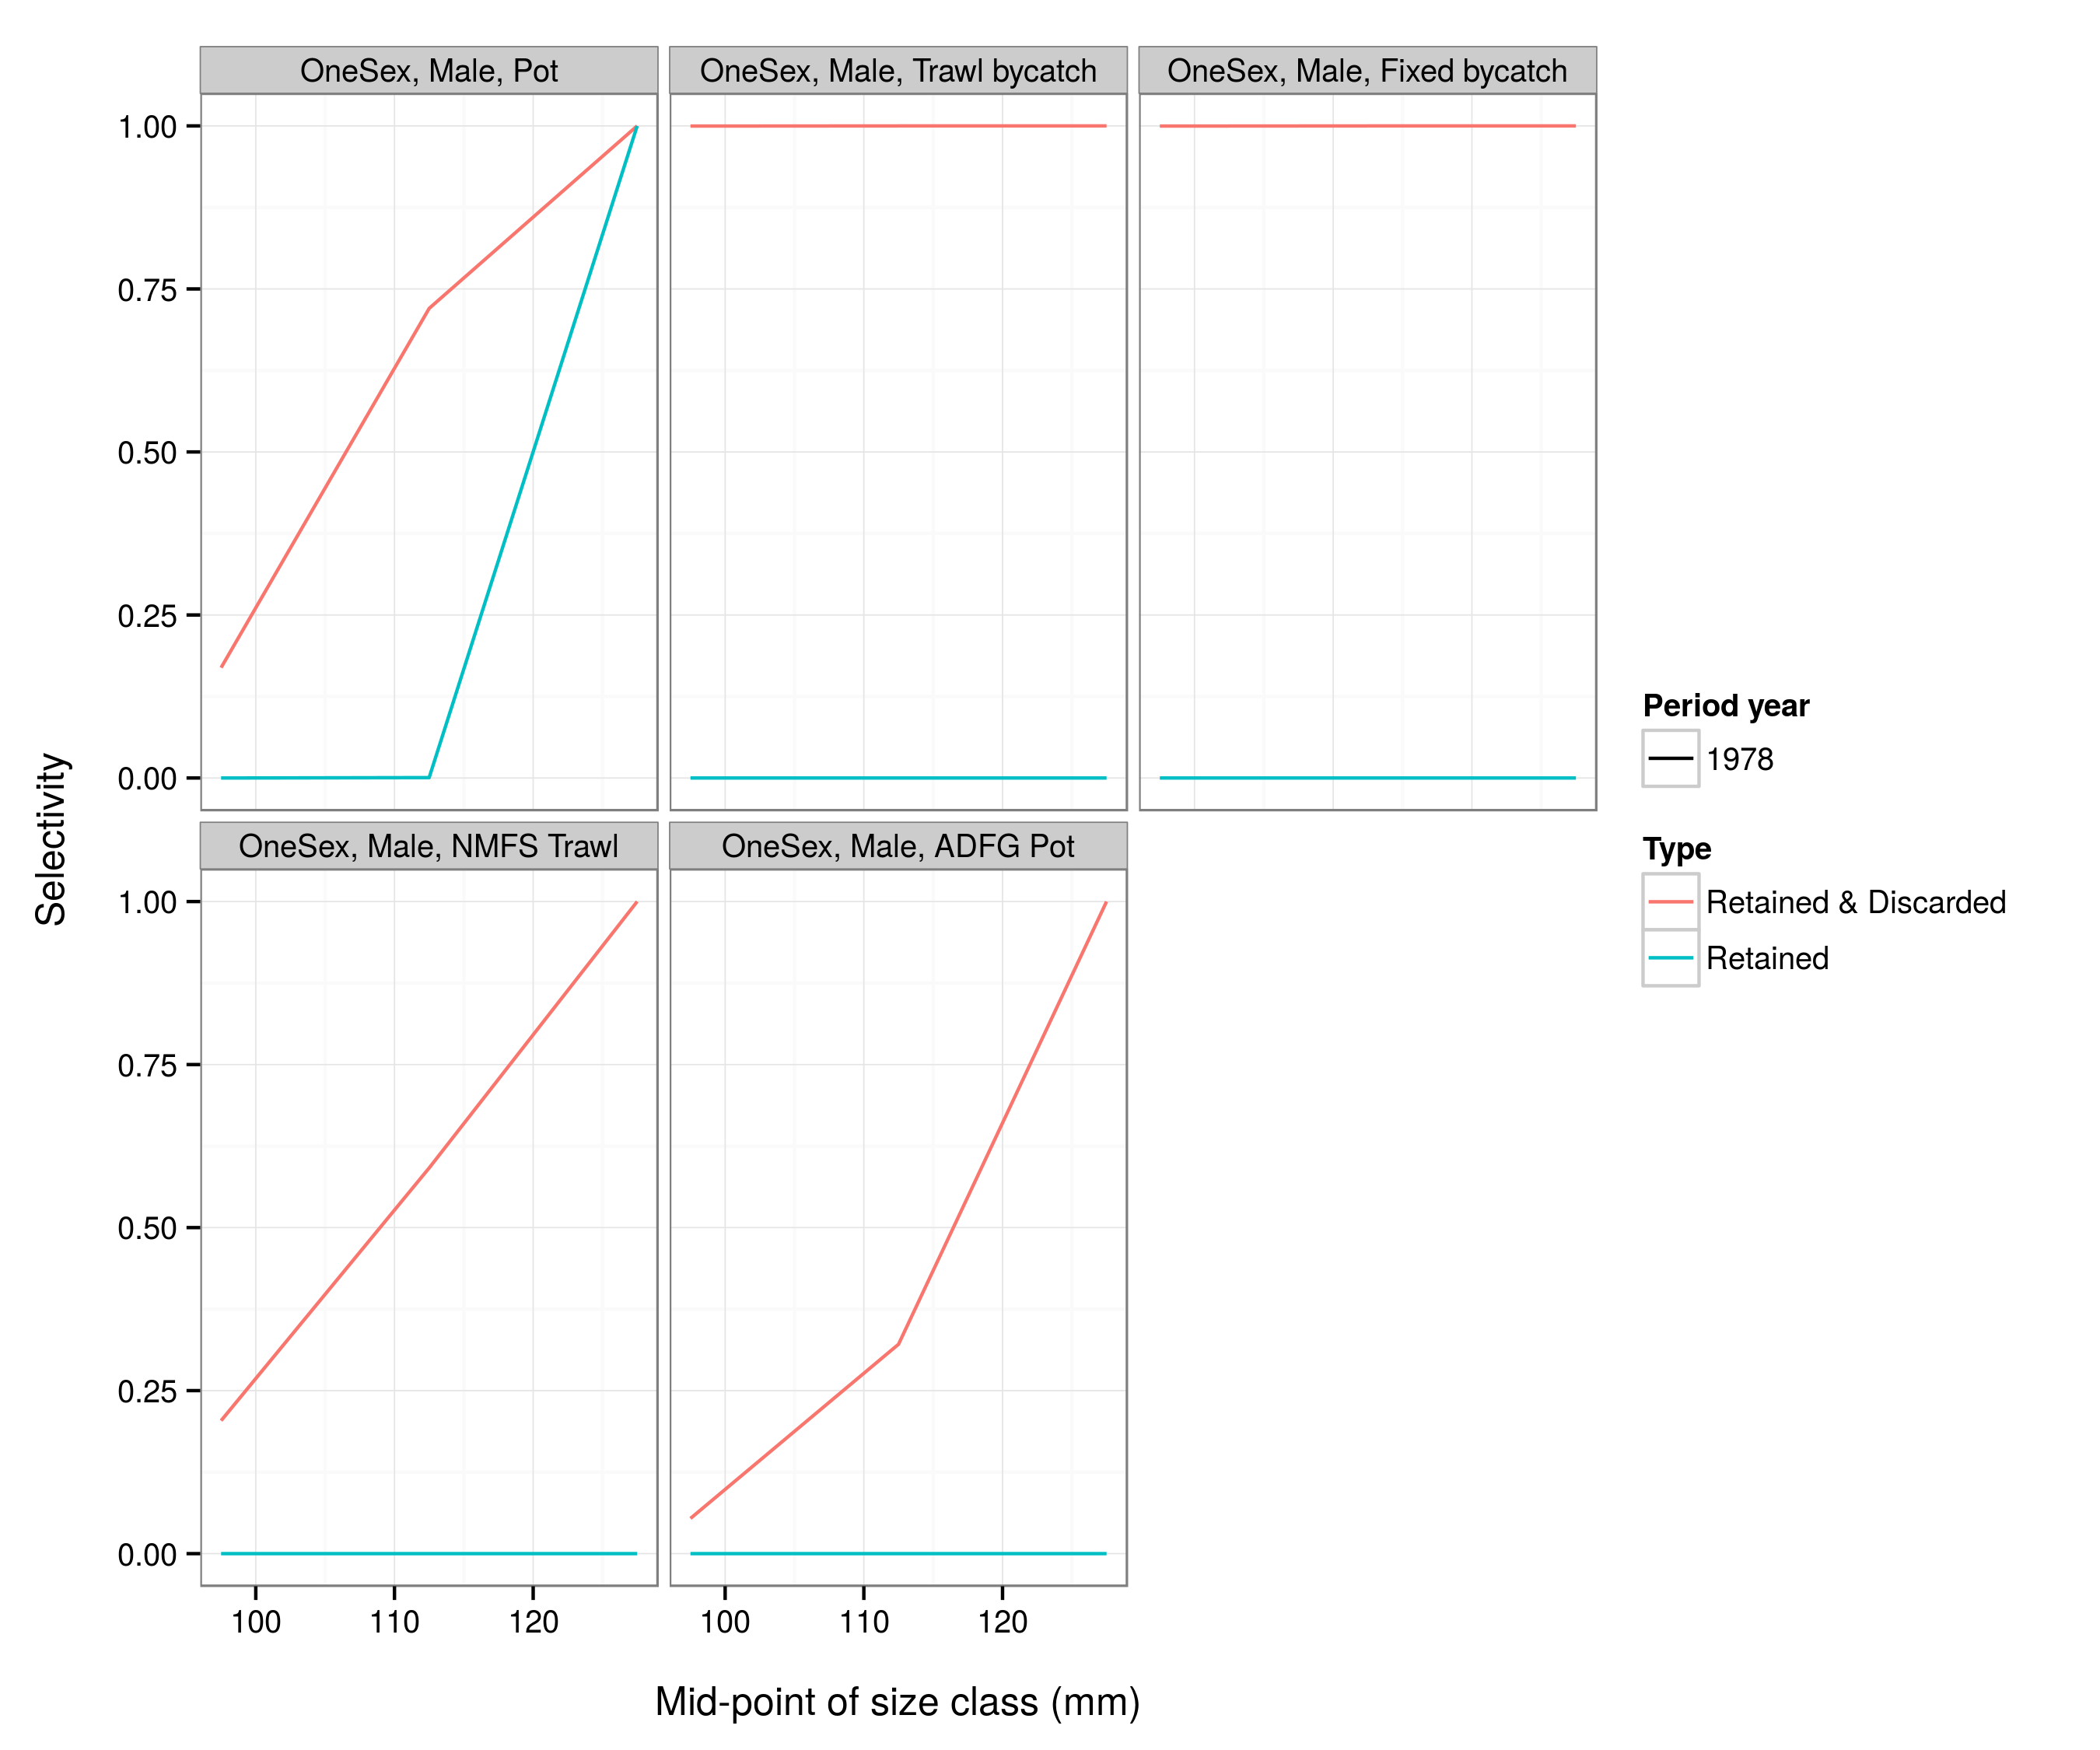 OneSex, Male, Pot
OneSex, Male, Trawl bycatch
OneSex, Male, Fixed bycatch
1.00
0.75
0.50
0.25
0.00
OneSex, Male, NMFS Trawl
OneSex, Male, ADFG Pot
1.00
0.75
0.50
0.25
0.00
100
110
120
100
110
120
Selectivity
Mid-point of size class (mm)
Period year
1978
Type
Retained & Discarded
Retained